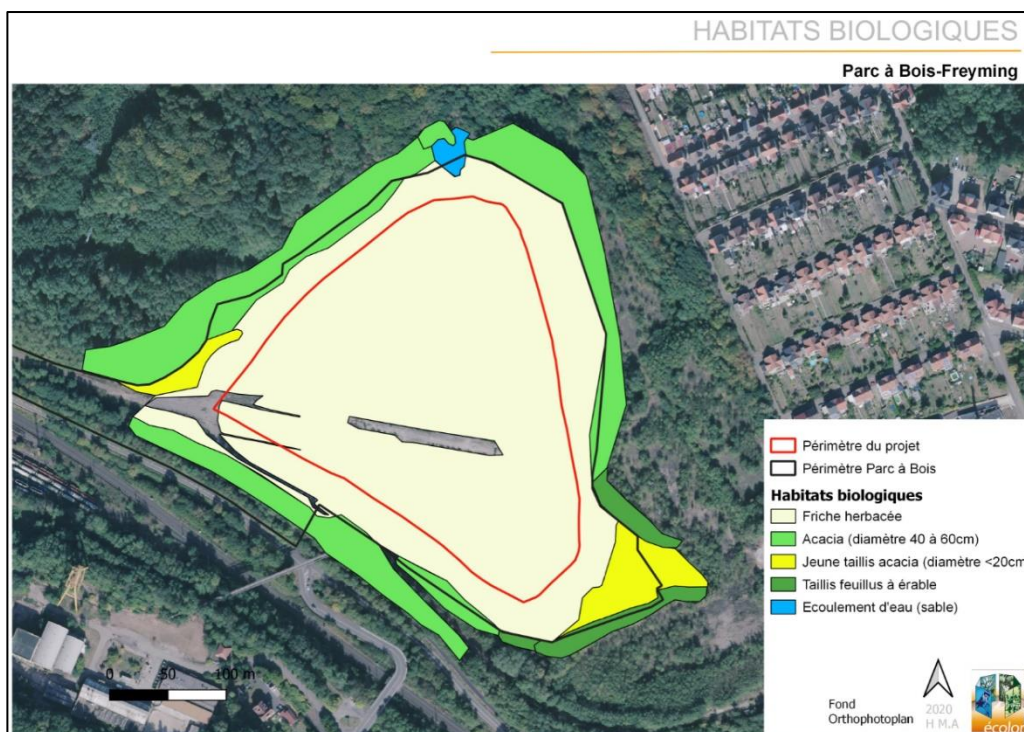 HABITATS BIOLOGIQUES
Parc à Bois-Freyming
Périmètre du projet
Périmètre Parc à Bois
Habitats biologiques
Friche herbacée
Acacia (diamètre 40 à 60cm)
Jeune taillis acacia (diamètre <20cm
Taillis feuillus à érable
Ecoulement d'eau (sable)
0 50 100 m
Fond
Orthophotoplan
2020
H M.A
écolor